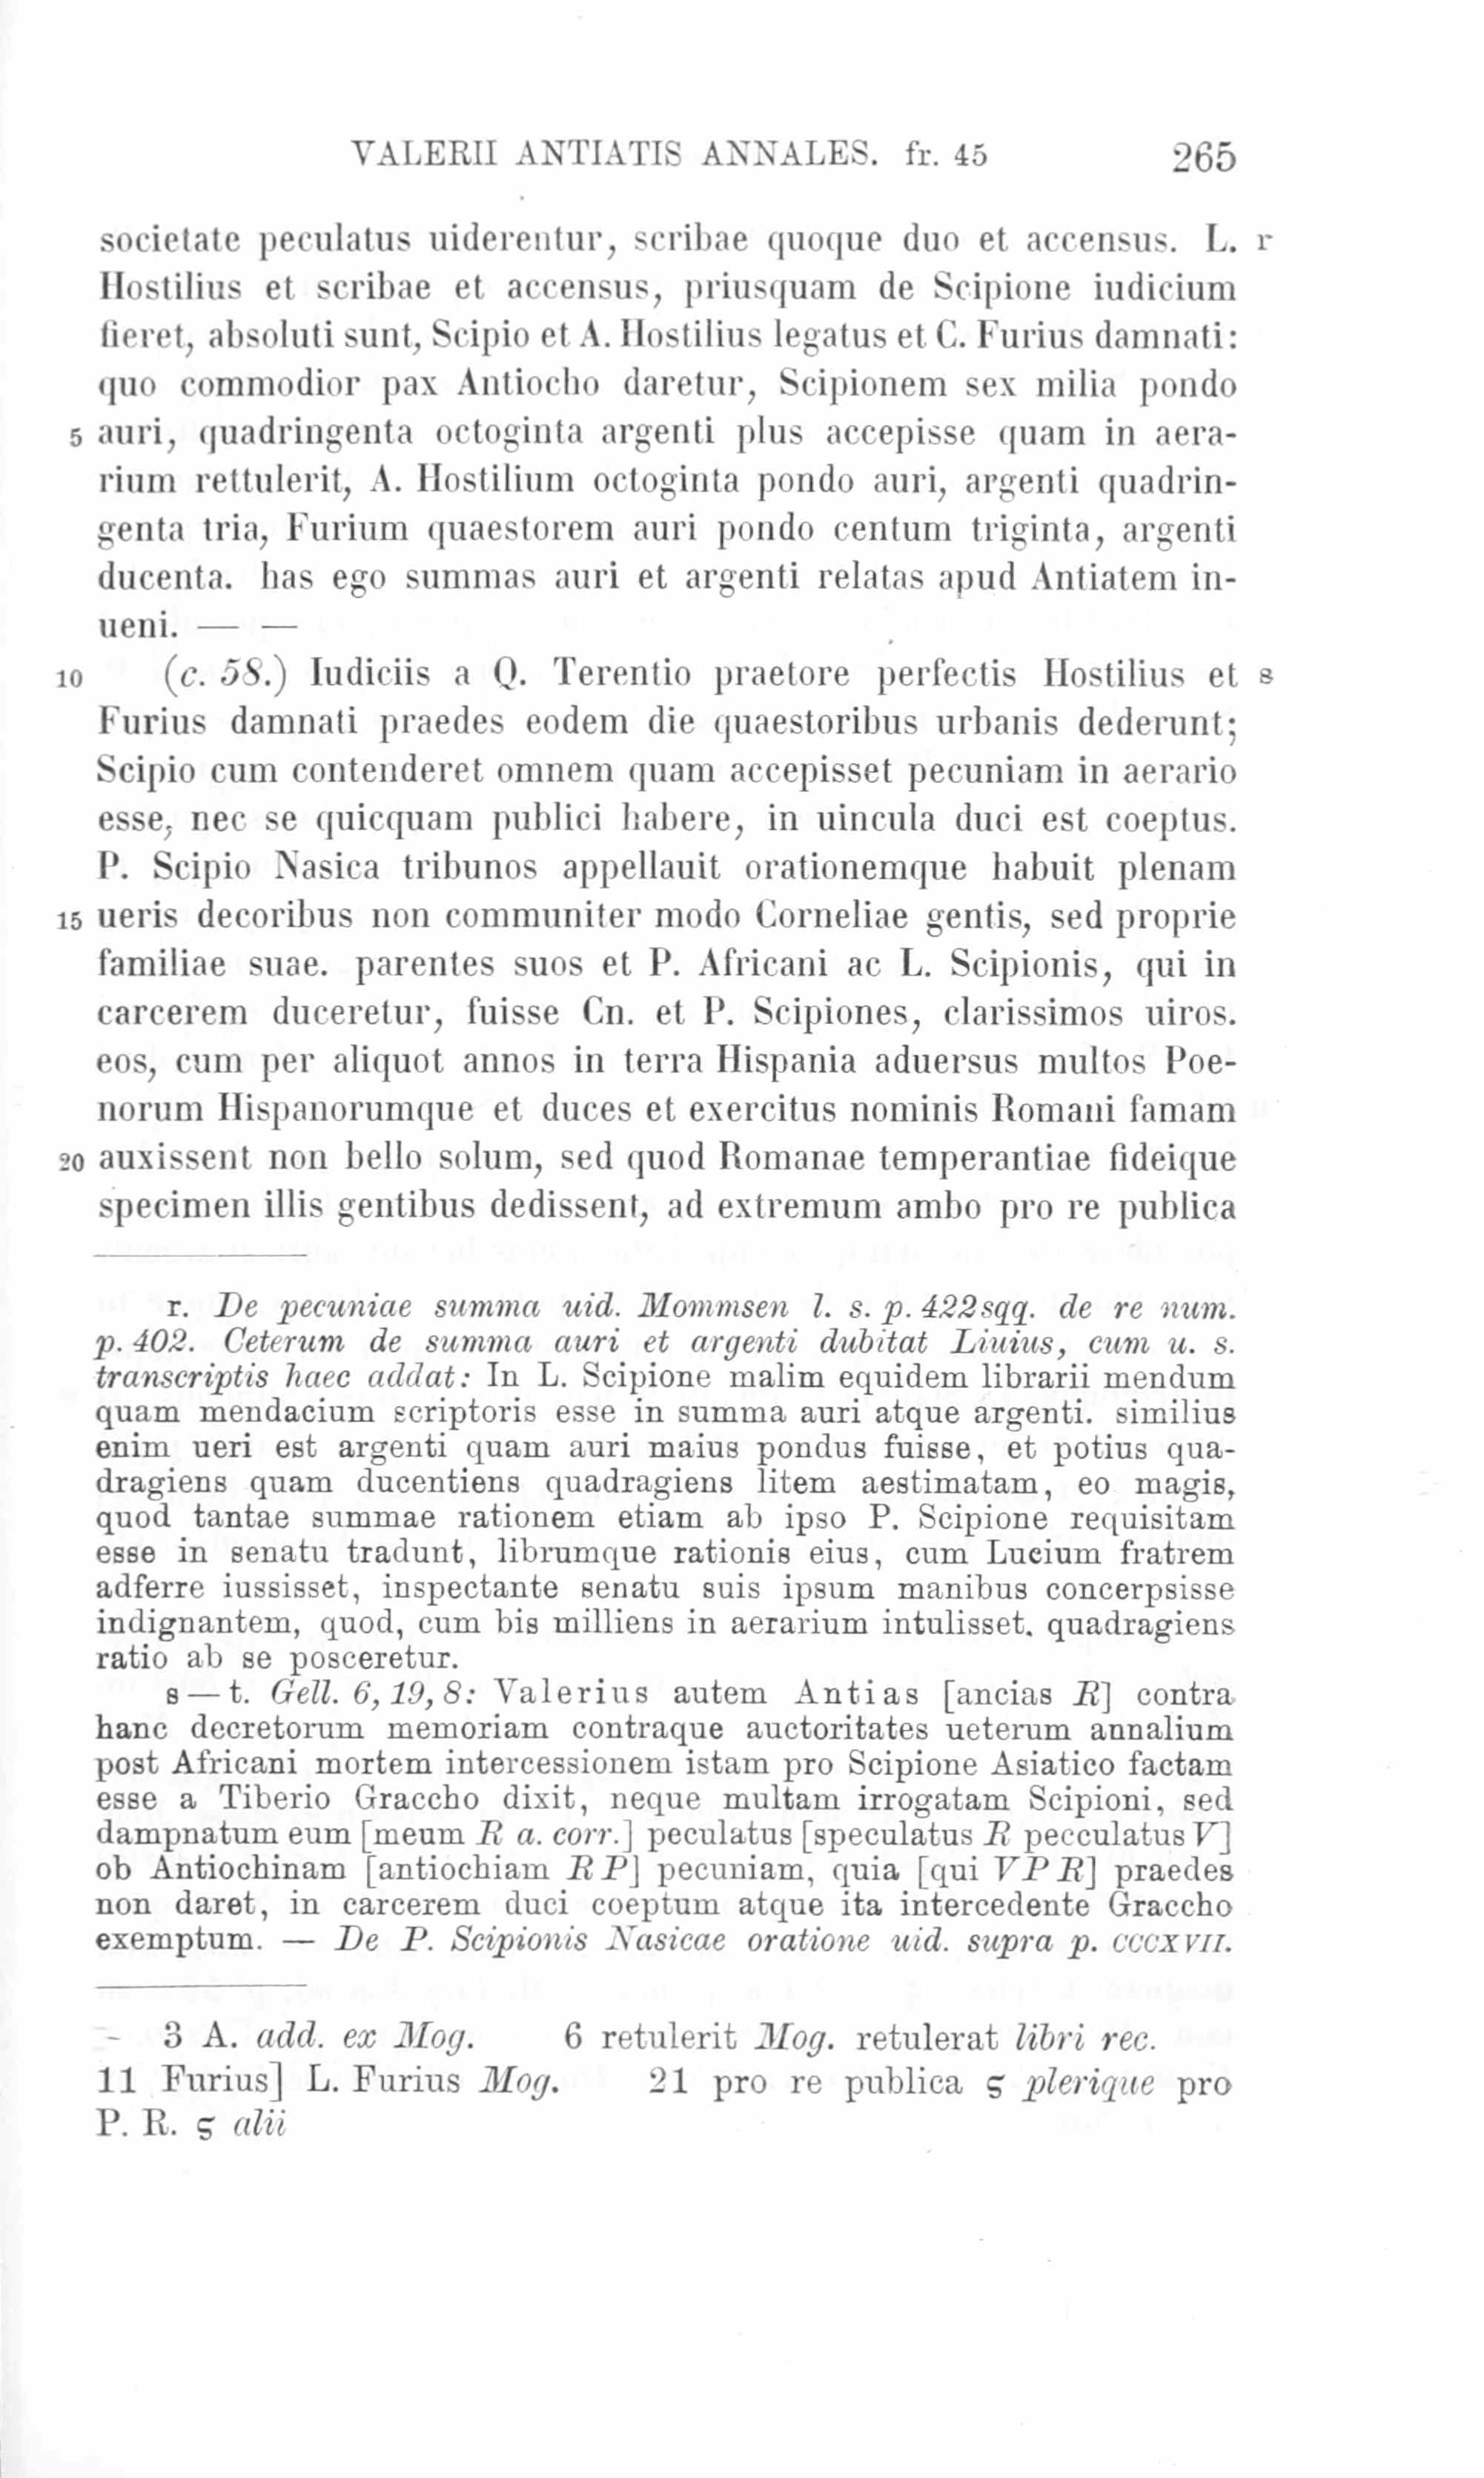 VALERII ANTIATIS ANNALES. fr. 45 265
societate peculatus uiderentur, scribae quoque duo et accensus. L. r
Hostilius et scribae et accensus, priusquam de Scipione iudicium
fieret, absoluti sunt, Scipio et A. Hostilius legatus et C. Furius damnati:
quo commodior pax Antiocho daretur, Scipionem sex milia pondo
5 auri, quadringenta octoginta argenti plus accepisse quam in aera-
rium rettulerit, A. Hostilium octoginta pondo auri, argenti quadrin-
genta tria, Furium quaestorem auri pondo centum triginta, argenti
ducenta. has ego summas auri et argenti relatas apud Antiatem in-
ueni. — —
10 (c. 58.) Iudiciis a Q. Terentio praetore perfectis Hostilius et s
Furius damnati praedes eodem die quaestoribus urbanis dederunt;
Scipio cum contenderet omnem quam accepisset pecuniam in aerario
esse, nec se quicquam publici habere, in uincula duci est coeptus.
P. Scipio Nasica tribunos appellauit orationemque habuit plenam
15 ueris decoribus non communiter modo Corneliae gentis, sed proprie
familiae suae. parentes suos et P. Africani ac L. Scipionis, qui in
carcerem duceretur, fuisse Cn. et P. Scipiones, clarissimos uiros.
eos, cum per aliquot annos in terra Hispania aduersus multos Poe-
norum Hispanorumque et duces et exercitus nominis Romani famam
20 auxissent non bello solum, sed quod Romanae temperantiae fideique
specimen illis gentibus dedissent, ad extremum ambo pro re publica
r. De pecuniae summa uid. Mommsen l. s. p. 422 sqq. de re num.
p. 402. Ceterum de summa auri et argenti dubitat Liuius, cum u. s.
transcriptis haec addat: In L. Scipione malim equidem librarii mendum
quam mendacium scriptoris esse in summa auri atque argenti. similius
enim ueri est argenti quam auri maius pondus fuisse, et potius qua-
dragiens quam ducentiens quadragiens litem aestimatam, eo magis,
quod tantae summae rationem etiam ab ipso P. Scipione requisitam
esse in senatu tradunt, librumque rationis eius, cum Lucium fratrem
adferre iussisset, inspectante senatu suis ipsum manibus concerpsisse
indignantem, quod, cum bis milliens in aerarium intulisset. quadragiens
ratio ab se posceretur.
s — t. Gell. 6, 19, 8: Valerius autem Antias [ancias R] contra
hanc decretorum memoriam contraque auctoritates ueterum annalium
post Africani mortem intercessionem istam pro Scipione Asiatico factam
esse a Tiberio Graccho dixit, neque multam irrogatam Scipioni, sed
dampnatum eum [meum R a. corr.] peculatus [speculatus R pecculatus V]
ob Antiochinam [antiochiam R P] pecuniam, quia [qui V P R] praedes
non daret, in carcerem duci coeptum atque ita intercedente Graccho
exemptum. — De P. Scipionis Nasicae oratione uid. supra p. CCCXVII.
3 A. add. ex Mog. 6 retulerit Mog. retulerat libri rec.
11 Furius] L. Furius Mog. 21 pro re publica ς plerique pro
P. R. ς alii